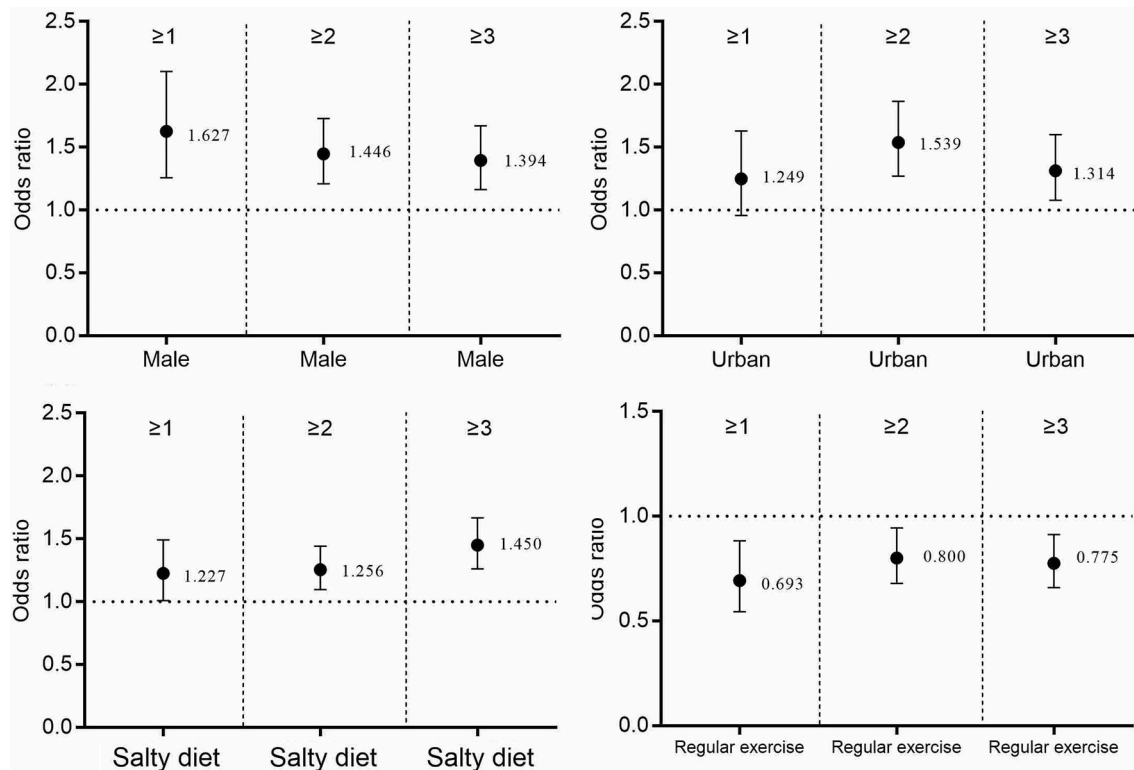 2.5
2.0
1.5
1.0
0.5
0.0
Odds ratio
≥1
≥2
≥3
1.627
1.446
1.394
Male
Male
Male
2.5
2.0
1.5
1.0
0.5
0.0
Odds ratio
≥1
≥2
≥3
1.249
1.539
1.314
Urban
Urban
Urban
2.5
2.0
1.5
1.0
0.5
0.0
Odds ratio
≥1
≥2
≥3
1.227
1.256
1.450
Salty diet
Salty diet
Salty diet
1.5
1.0
0.5
0.0
Odds ratio
≥1
≥2
≥3
0.693
0.800
0.775
Regular exercise
Regular exercise
Regular exercise